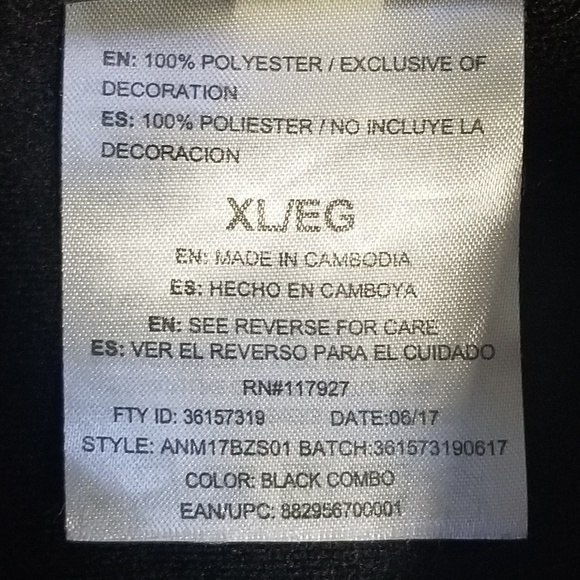 EN: 100% POLYESTER / EXCLUSIVE OF
DECORATION
ES: 100% POLIESTER / NO INCLUYE LA
DECORACION
XL/EG
EN: MADE IN CAMBODIA
ES: HECHO EN CAMBOYA
EN: SEE REVERSE FOR CARE
ES: VER EL REVERSO PARA EL CUIDADO
RN#117927
FTY ID: 36157319 DATE:06/17
STYLE: ANM17BZS01 BATCH:361573190617
COLOR: BLACK COMBO
EAN/UPC: 882956700001